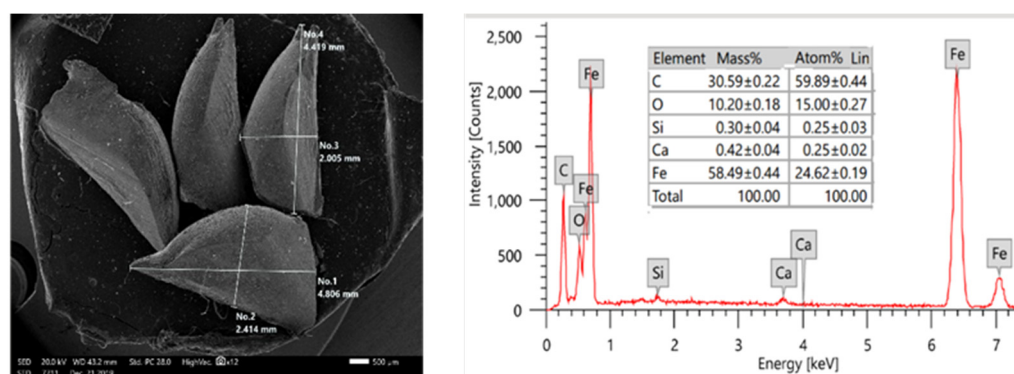 No.4
4.419 mm
No.3
2.005 mm
No.1
4.806 mm
No.2
2.414 mm
SED 20.0 kV WD 43.2 mm Std. PC 28.0 HighVac. x12 500 µm
SED 7711 Dec. 21 2018
Intensity [Counts]
2,500
2,000
1,500
1,000
500
0
Element Mass% Atom% Lin
C 30.59±0.22 59.89±0.44
O 10.20±0.18 15.00±0.27
Si 0.30±0.04 0.25±0.03
Ca 0.42±0.04 0.25±0.02
Fe 58.49±0.44 24.62±0.19
Total 100.00 100.00
Fe
Fe
C
Fe
O
Si
Ca
Ca
Fe
Fe
0 1 2 3 4 5 6 7
Energy [keV]